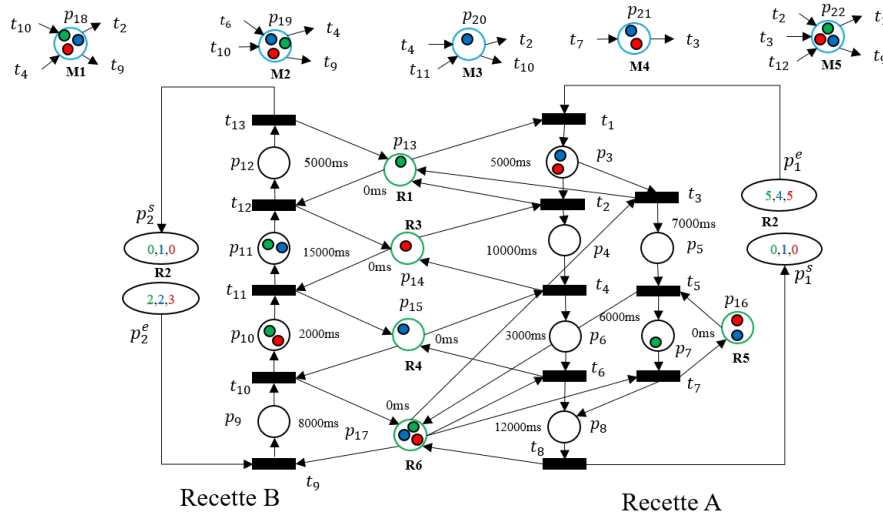 t10 p18 t2
t4 M1 t9
t6 p19 t4
t10 M2 t9
p20
t4 t2
t11 M3 t10
p21
t7 M4 t3
t2 p22
t3
t12 M5
t13 t1
p13
p12 5000ms 5000ms p3
p1^e
0ms R1 t3
t12 t2 7000ms
p2^s R3 5,4,5
R2
0,1,0 p11 15000ms 10000ms p4 p5
R2 0ms 0,1,0
p14 p1^s
t11 t4 t5
2,2,3 p15 6000ms p16
p2^e p10 2000ms 0ms 3000ms p6 0ms
R4 p7 R5
t10 t6 t7
0ms
p9 8000ms p17 12000ms p8
R6 t8
t9
Recette B Recette A